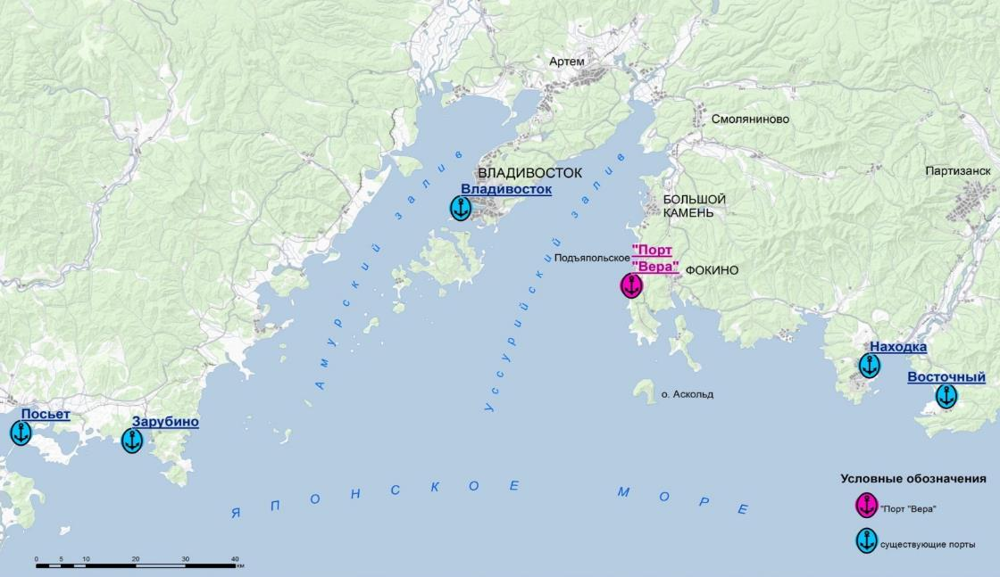 Артем
Смоляниново
Партизанск
ВЛАДИВОСТОК
Владивосток
БОЛЬШОЙ
КАМЕНЬ
Амурский залив
Уссурийский залив
Подъяпольское
"Порт
"Вера"
ФОКИНО
Находка
Восточный
о. Аскольд
Посьет
Зарубино
ЯПОНСКОЕ МОРЕ
Условные обозначения
"Порт "Вера"
существующие порты
0 5 10 20 30 40
км